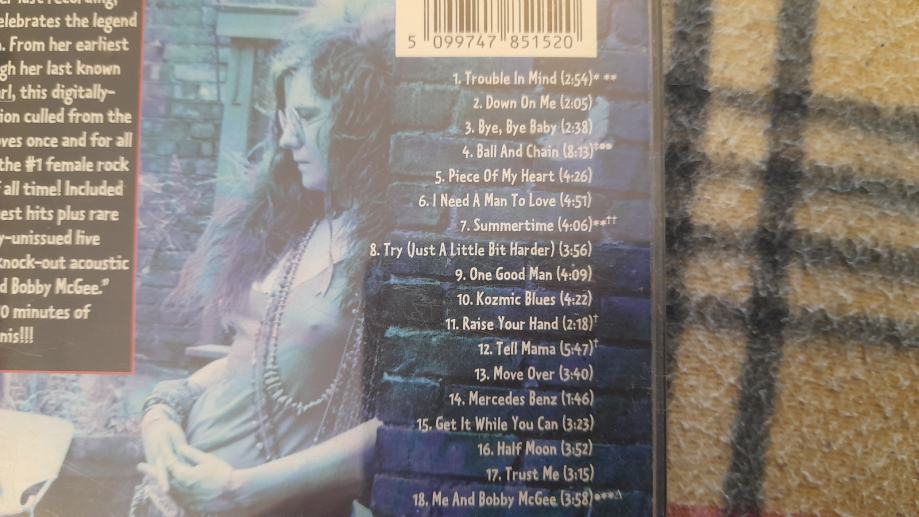 er last recording,
elebrates the legend
. From her earliest
gh her last known
rl, this digitally-
ion culled from the
oves once and for all
the #1 female rock
all time! Included
est hits plus rare
y-unissued live
knock-out acoustic
d Bobby McGee."
0 minutes of
nis!!!
5 099747 851520
1. Trouble In Mind (2:54)* **
2. Down On Me (2:05)
3. Bye, Bye Baby (2:38)
4. Ball And Chain (8:13)†**
5. Piece Of My Heart (4:26)
6. I Need A Man To Love (4:51)
7. Summertime (4:06)**††
8. Try (Just A Little Bit Harder) (3:56)
9. One Good Man (4:09)
10. Kozmic Blues (4:22)
11. Raise Your Hand (2:18)†
12. Tell Mama (5:47)†
13. Move Over (3:40)
14. Mercedes Benz (1:46)
15. Get It While You Can (3:23)
16. Half Moon (3:52)
17. Trust Me (3:15)
18. Me And Bobby McGee (3:58)***Δ